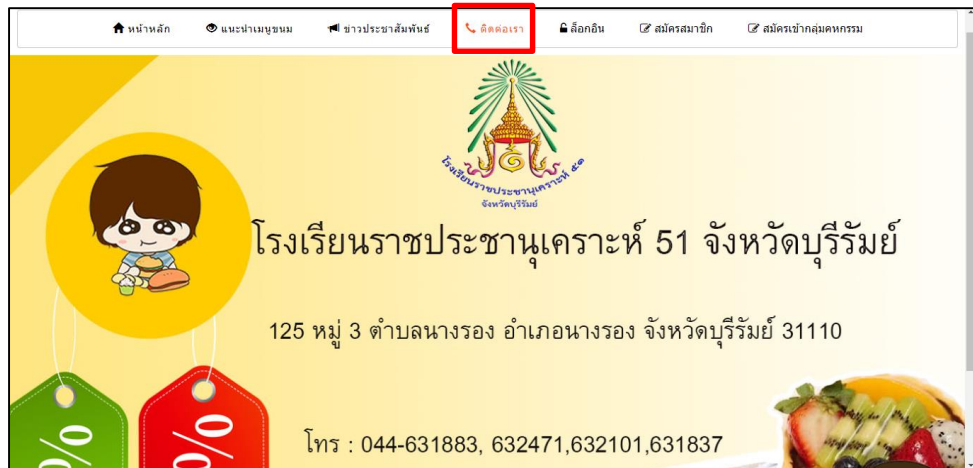 หน้าหลัก แนะนำเมนูขนม ข่าวประชาสัมพันธ์ ติดต่อเรา ล็อกอิน สมัครสมาชิก สมัครเข้ากลุ่มคหกรรม
โรงเรียนราชประชานุเคราะห์ ๕๑
จังหวัดบุรีรัมย์
โรงเรียนราชประชานุเคราะห์ 51 จังหวัดบุรีรัมย์
125 หมู่ 3 ตำบลนางรอง อำเภอนางรอง จังหวัดบุรีรัมย์ 31110
โทร : 044-631883, 632471,632101,631837
%
%